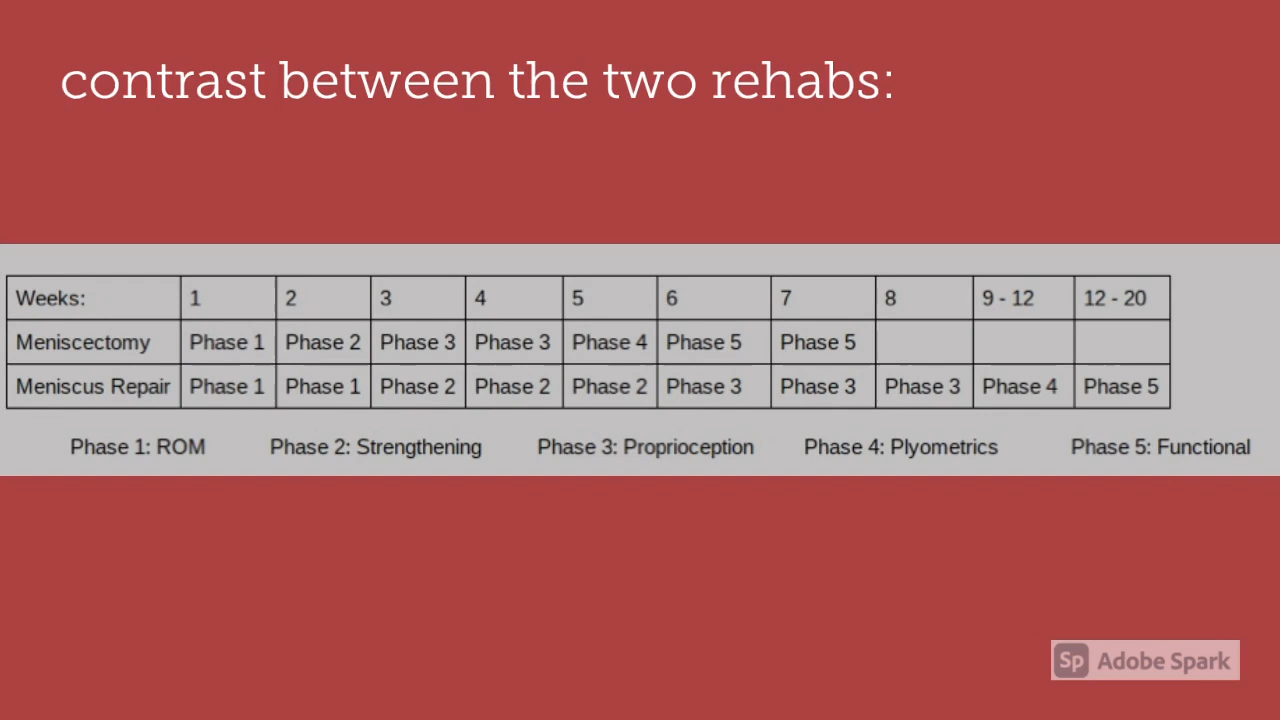 contrast between the two rehabs:
Weeks: 1 2 3 4 5 6 7 8 9 - 12 12 - 20
Meniscectomy Phase 1 Phase 2 Phase 3 Phase 3 Phase 4 Phase 5 Phase 5
Meniscus Repair Phase 1 Phase 1 Phase 2 Phase 2 Phase 2 Phase 3 Phase 3 Phase 3 Phase 4 Phase 5
Phase 1: ROM Phase 2: Strengthening Phase 3: Proprioception Phase 4: Plyometrics Phase 5: Functional
Sp Adobe Spark